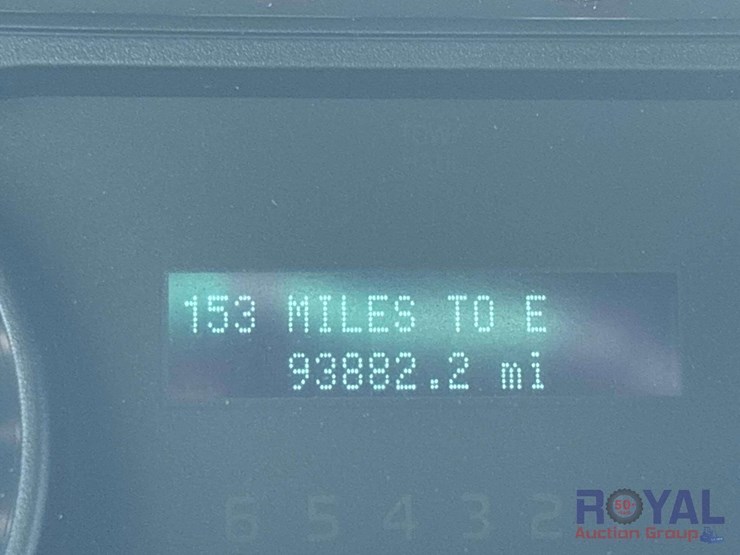 153 MILES TO E
93882.2 mi
6 5 4 3 2
ROYAL
Auction Group